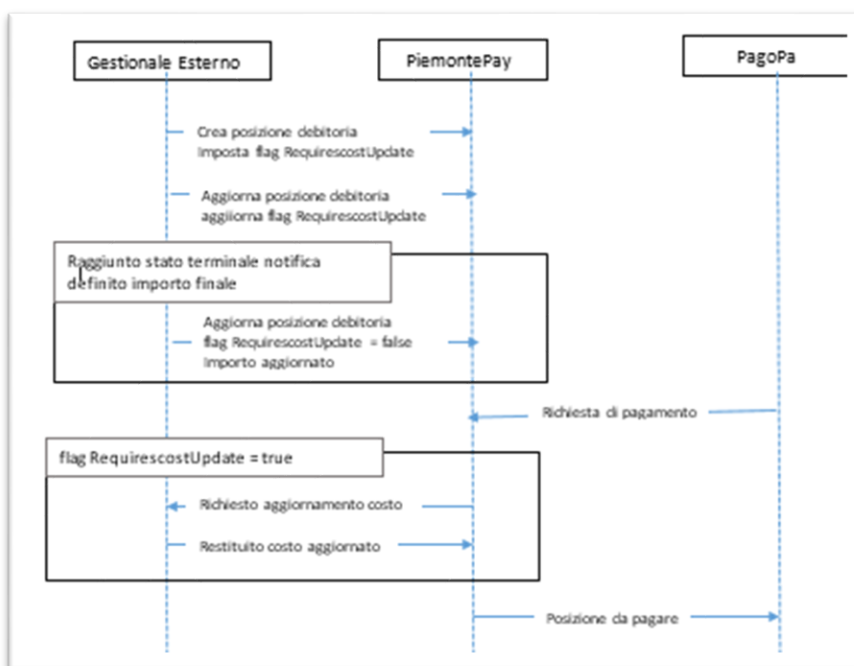 Gestionale Esterno
PiemontePay
PagoPa
Crea posizione debitoria
Imposta flag RequirescostUpdate
Aggiorna posizione debitoria
aggiiorna flag RequirescostUpdate
Raggiunto stato terminale notifica
definito importo finale
Aggiorna posizione debitoria
flag RequirescostUpdate = false
Importo aggiornato
Richiesta di pagamento
flag RequirescostUpdate = true
Richiesto aggiornamento costo
Restituito costo aggiornato
Posizione da pagare